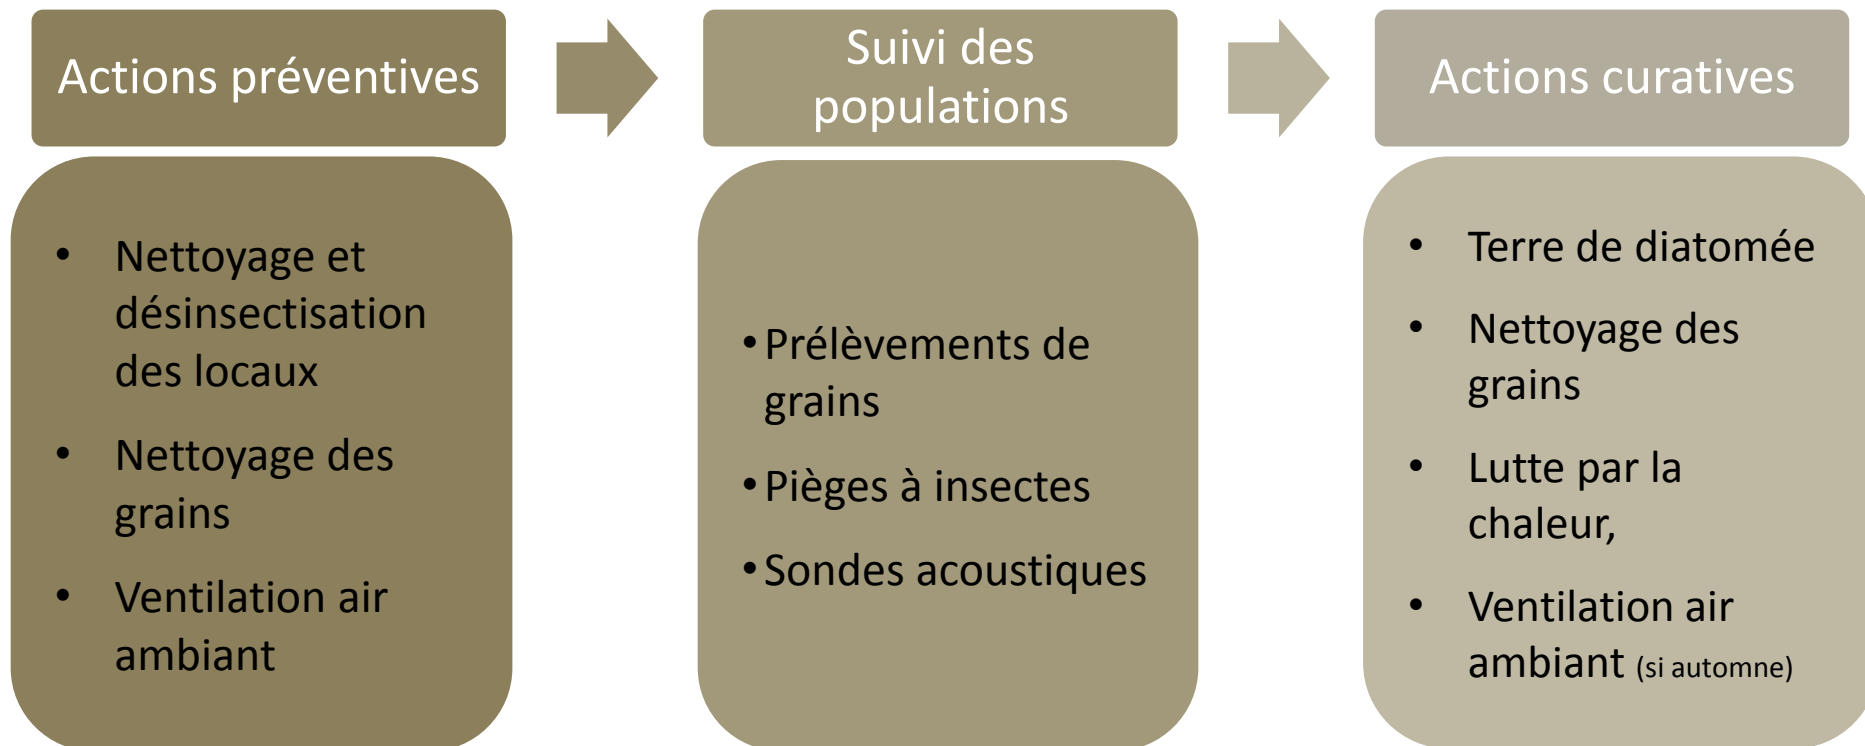 Actions préventives
• Nettoyage et
désinsectisation
des locaux
• Nettoyage des
grains
• Ventilation air
ambiant
Suivi des
populations
• Prélèvements de
grains
• Pièges à insectes
• Sondes acoustiques
Actions curatives
• Terre de diatomée
• Nettoyage des
grains
• Lutte par la
chaleur,
• Ventilation air
ambiant (si automne)